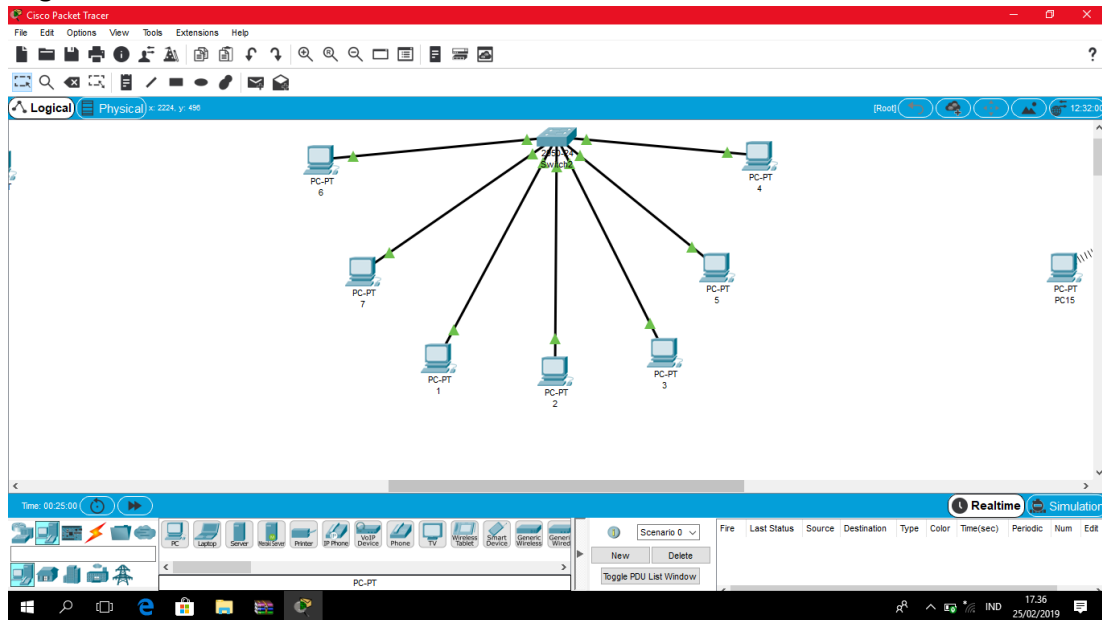 Cisco Packet Tracer
File Edit Options View Tools Extensions Help
?
Logical Physical x: 2224, y: 496 [Root] 12:32:00
2950-24
Switch2
PC-PT
6
PC-PT
4
PC-PT
7
PC-PT
5
PC-PT
PC15
PC-PT
1
PC-PT
2
PC-PT
3
Time: 00:25:00 Realtime Simulation
PC Laptop Server Printer IP Phone VoIP Device Phone TV Wireless Tablet Smart Device Generic Wireless Generic Wired
PC-PT
Scenario 0
New Delete
Toggle PDU List Window
Fire Last Status Source Destination Type Color Time(sec) Periodic Num Edit
IND
17.36
25/02/2019